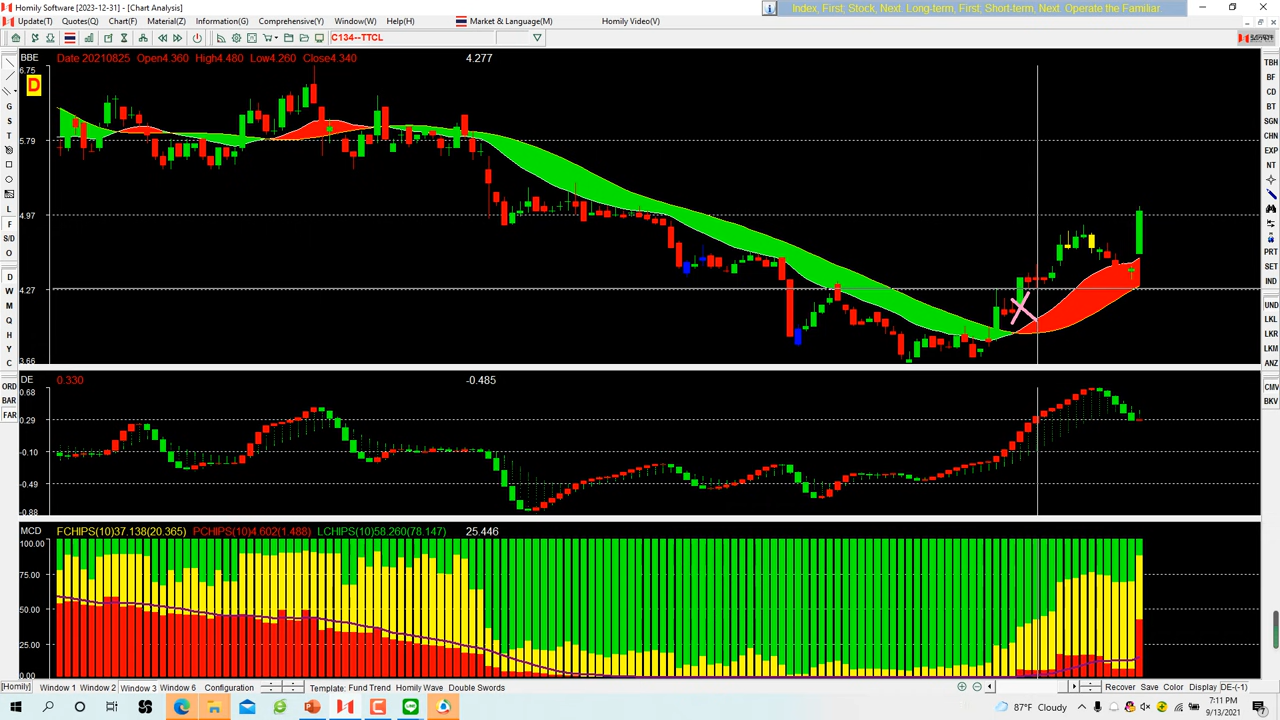 Homily Software [2023-12-31] - [Chart Analysis]
Index, First; Stock, Next. Long-term, First; Short-term, Next. Operate the Familiar
Update(T) Quotes(Q) Chart(F) Material(Z) Information(G) Comprehensive(Y) Window(W) Help(H) Market & Language(M) Homily Video(V)
C134--TTCL
BBE Date 20210825 Open4.360 High4.480 Low4.260 Close4.340 4.277
6.75
D
5.79
4.97
4.27
3.66
DE 0.330 -0.485
0.68
0.29
-0.10
-0.49
-0.88
MCD FCHIPS(10)37.138(20.365) PCHIPS(10)4.602(1.488) LCHIPS(10)58.260(78.147) 25.446
100.00
75.00
50.00
25.00
0.00
G
S
T
L
F
S/D
O
D
W
M
Q
H
Y
C
ORD
BAR
FAR
TBH
BF
CD
BT
SGN
CHN
EXP
NT
PRT
SET
IND
UND
LKL
LKR
LKM
ANZ
CMV
BKV
[Homily] Window 1 Window 2 Window 3 Window 6 Configuration Template: Fund Trend Homily Wave Double Swords Recover Save Color Display DE-(-1)
87°F Cloudy
7:11 PM
9/13/2021